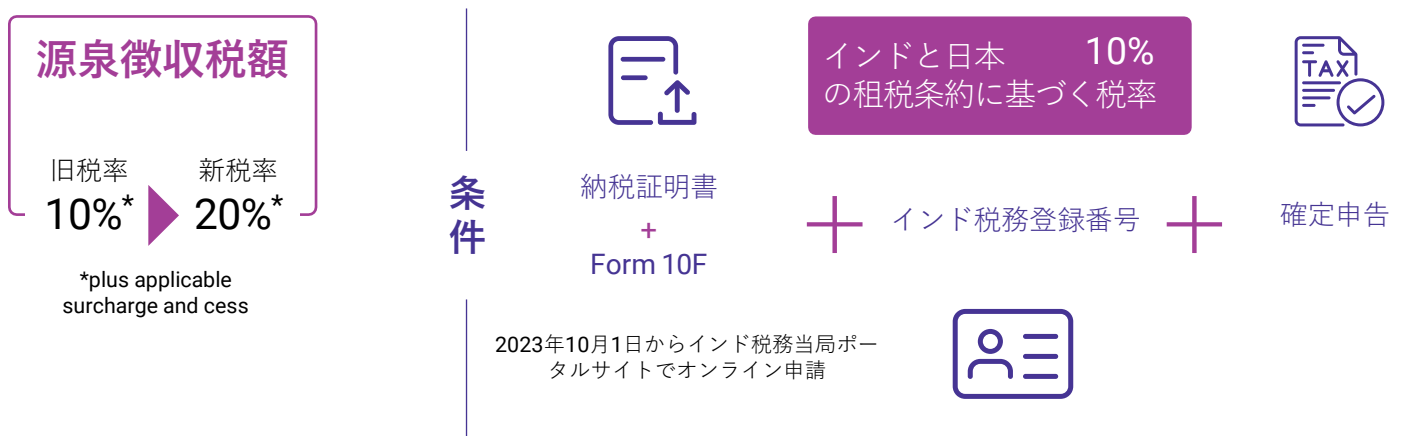 源泉徴収税額
旧税率
新税率
10%*
20%*
*plus applicable
surcharge and cess
条
件
納税証明書
+
Form 10F
2023年10月1日からインド税務当局ポー
タルサイトでオンライン申請
インドと日本 10%
の租税条約に基づく税率
インド税務登録番号
TAX
確定申告